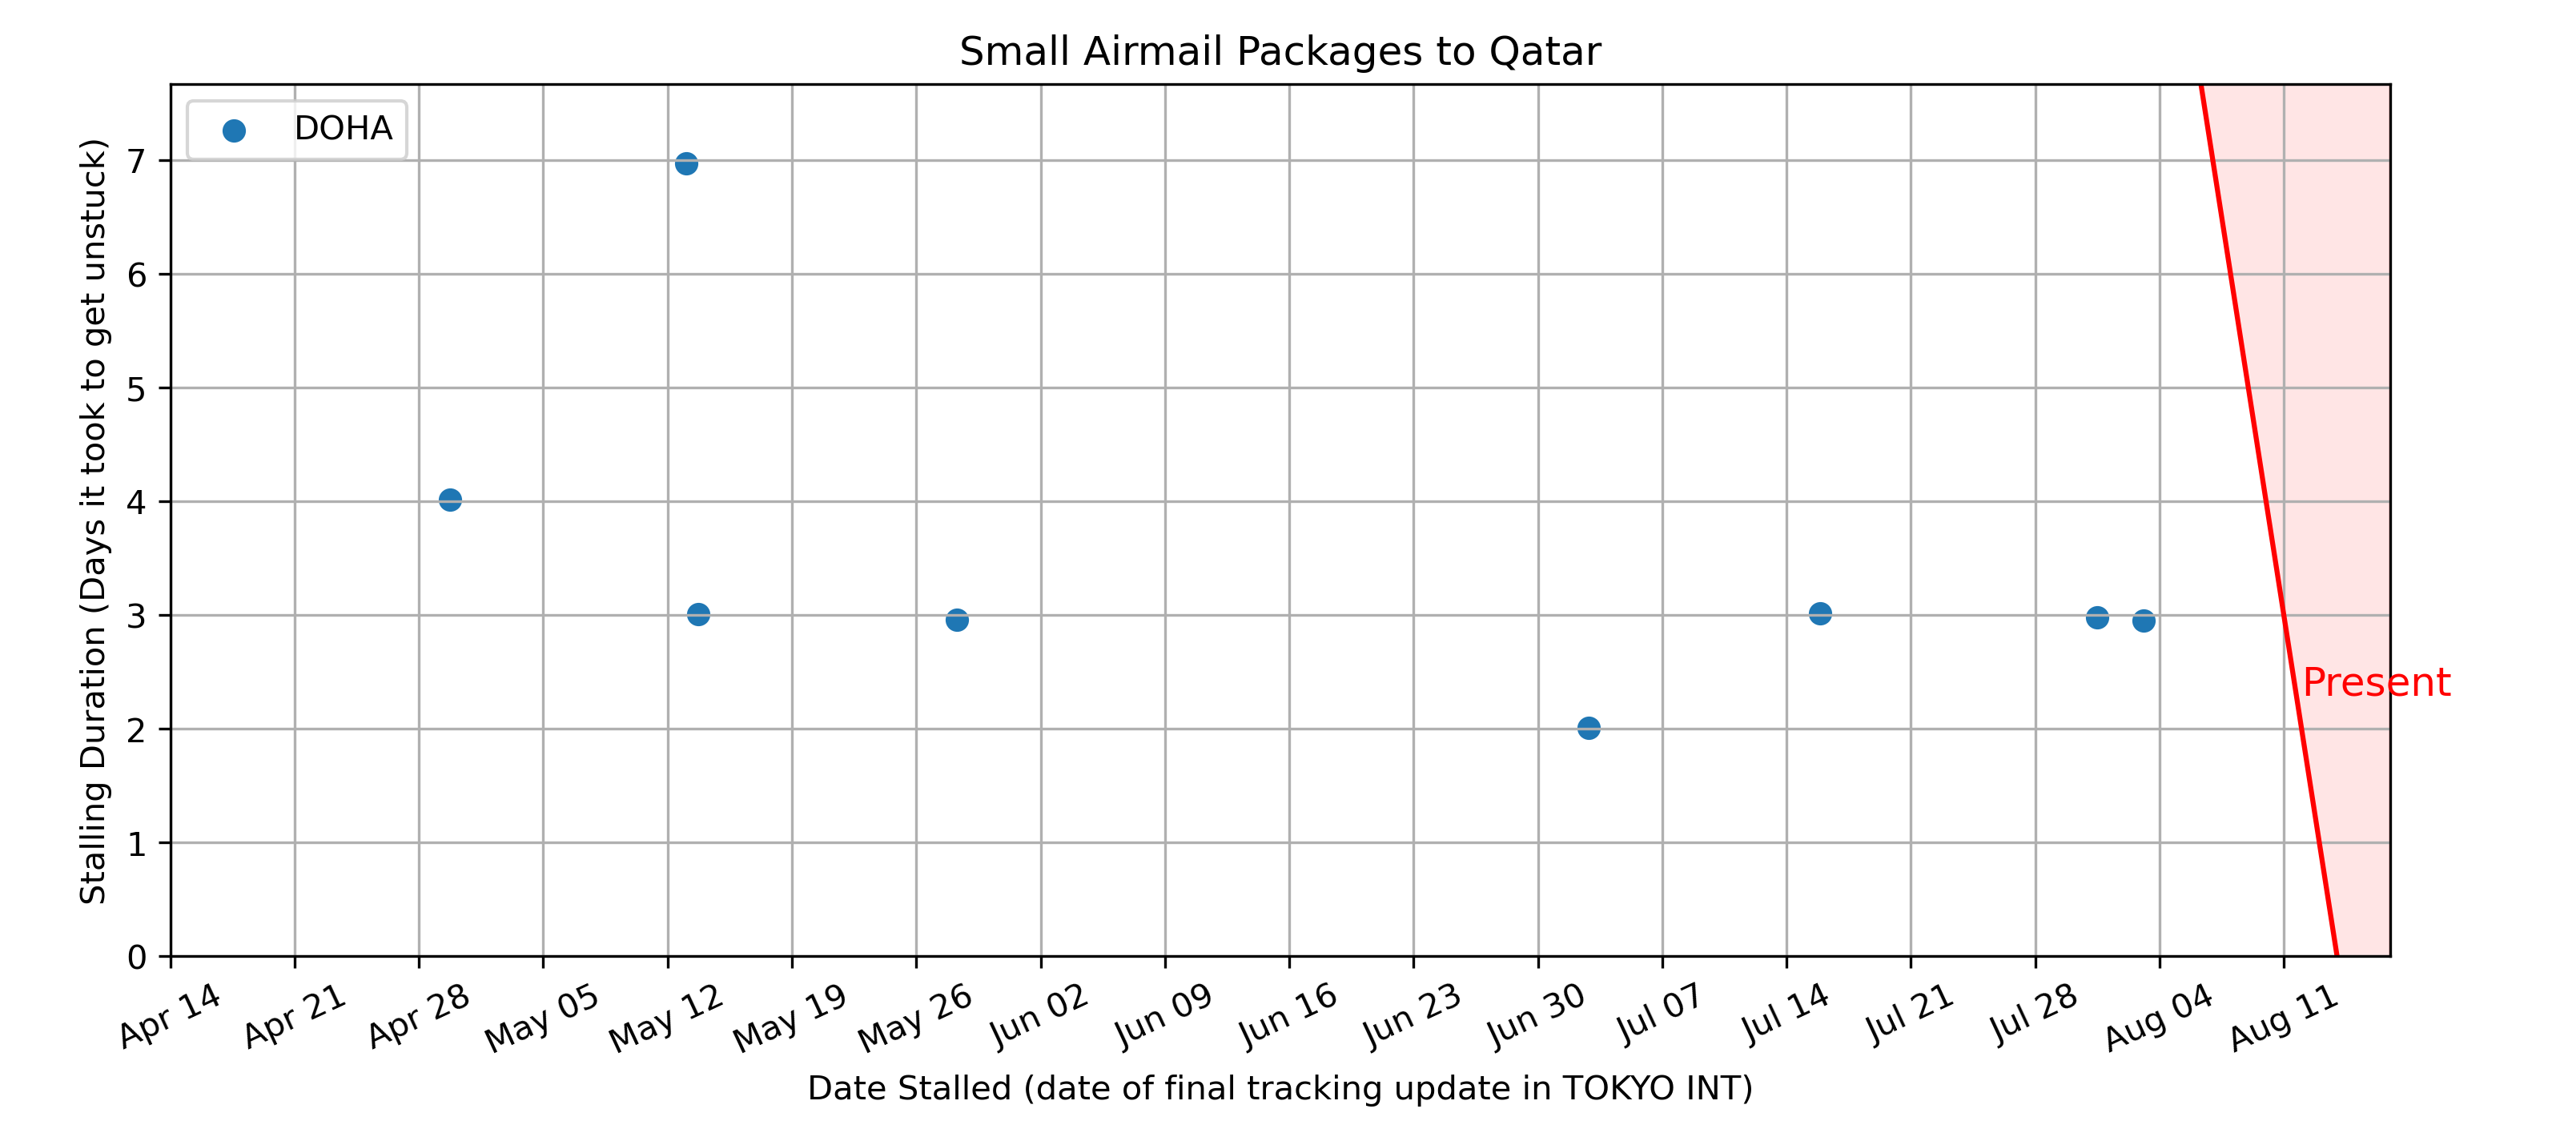 Small Airmail Packages to Qatar
DOHA
Stalling Duration (Days it took to get unstuck)
7
6
5
4
3
2
1
0
Present
Apr 14
Apr 21
Apr 28
May 05
May 12
May 19
May 26
Jun 02
Jun 09
Jun 16
Jun 23
Jun 30
Jul 07
Jul 14
Jul 21
Jul 28
Aug 04
Aug 11
Date Stalled (date of final tracking update in TOKYO INT)